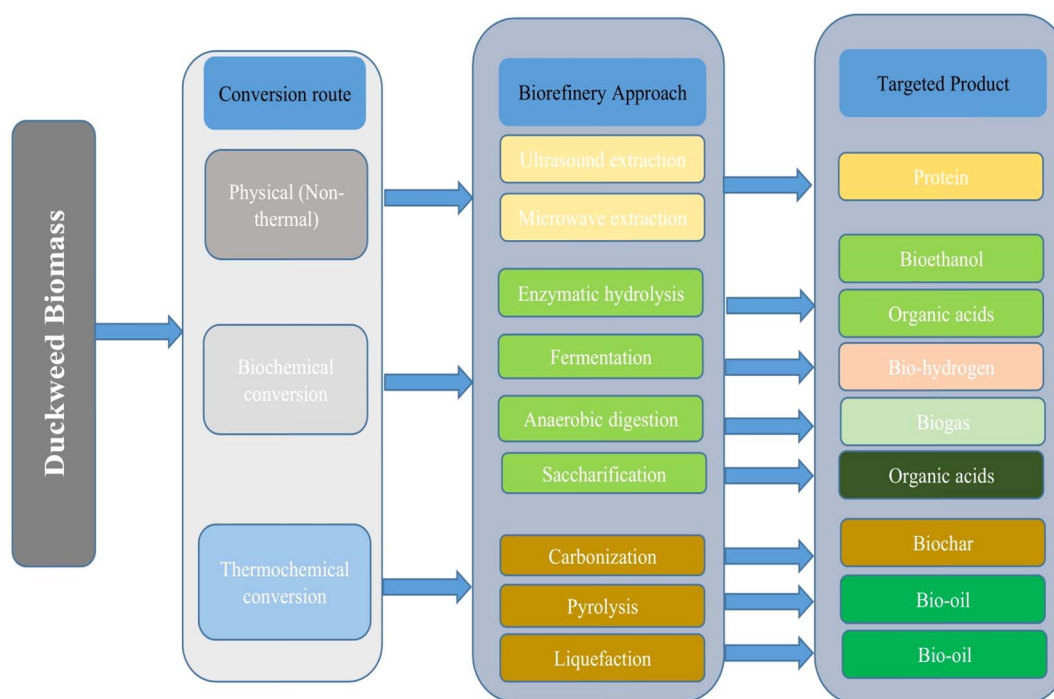 Duckweed Biomass
Conversion route
Physical (Non-
thermal)
Biochemical
conversion
Thermochemical
conversion
Biorefinery Approach
Ultrasound extraction
Microwave extraction
Enzymatic hydrolysis
Fermentation
Anaerobic digestion
Saccharification
Carbonization
Pyrolysis
Liquefaction
Targeted Product
Protein
Bioethanol
Organic acids
Bio-hydrogen
Biogas
Organic acids
Biochar
Bio-oil
Bio-oil